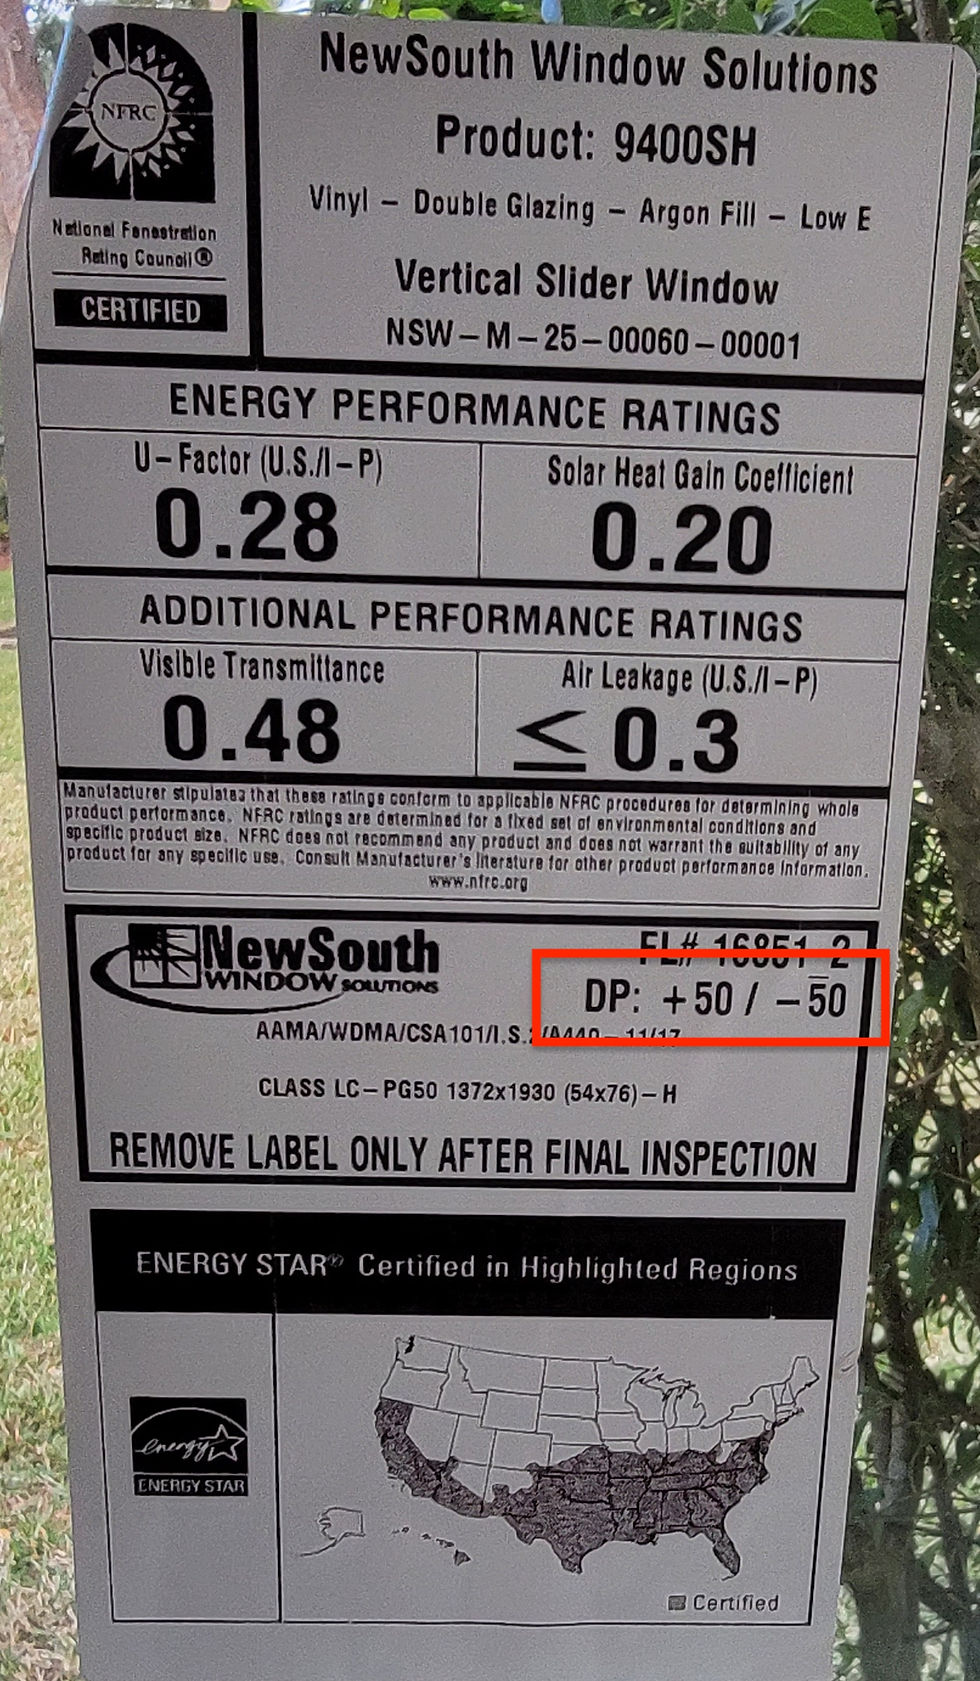 NFRC
National Fenestration
Rating Council®
CERTIFIED
NewSouth Window Solutions
Product: 9400SH
Vinyl – Double Glazing – Argon Fill – Low E
Vertical Slider Window
NSW–M–25–00060–00001
ENERGY PERFORMANCE RATINGS
U–Factor (U.S./I–P)
0.28
Solar Heat Gain Coefficient
0.20
ADDITIONAL PERFORMANCE RATINGS
Visible Transmittance
0.48
Air Leakage (U.S./I–P)
≤ 0.3
Manufacturer stipulates that these ratings conform to applicable NFRC procedures for determining whole
product performance. NFRC ratings are determined for a fixed set of environmental conditions and
specific product size. NFRC does not recommend any product and does not warrant the suitability of any
product for any specific use. Consult Manufacturer's literature for other product performance information.
www.nfrc.org
NewSouth
WINDOW SOLUTIONS
FL# 16851_2
DP: +50 / –50
AAMA/WDMA/CSA101/I.S.2/A440–11/17
CLASS LC–PG50 1372x1930 (54x76)–H
REMOVE LABEL ONLY AFTER FINAL INSPECTION
ENERGY STAR® Certified in Highlighted Regions
energy
ENERGY STAR
Certified